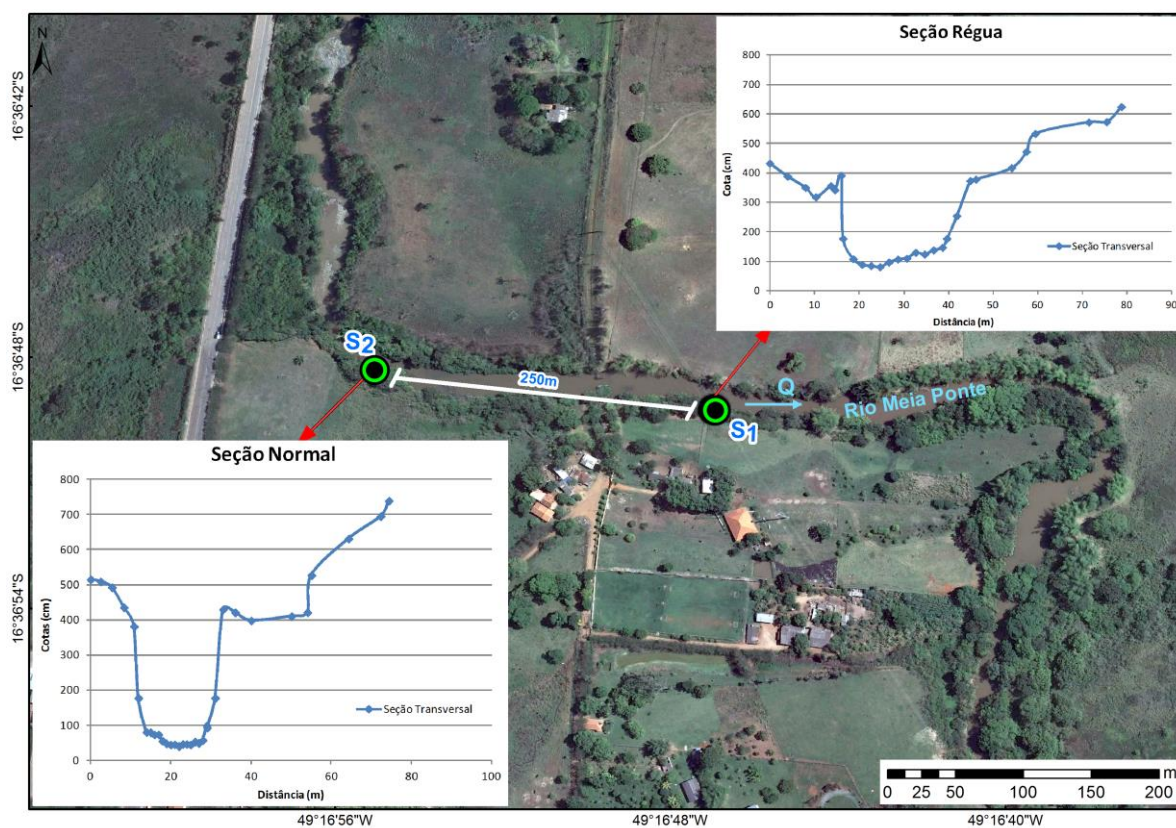 N
16°36'42"S
16°36'48"S
16°36'54"S
Seção Régua
800
700
600
500
400
300
200
100
0
Cota (cm)
Seção Transversal
0 10 20 30 40 50 60 70 80 90
Distância (m)
S2
250m
S1
Q
Rio Meia Ponte
Seção Normal
800
700
600
500
400
300
200
100
0
Cotas (cm)
Seção Transversal
0 20 40 60 80 100
Distância (m)
m
0 25 50 100 150 200
49°16'56"W
49°16'48"W
49°16'40"W